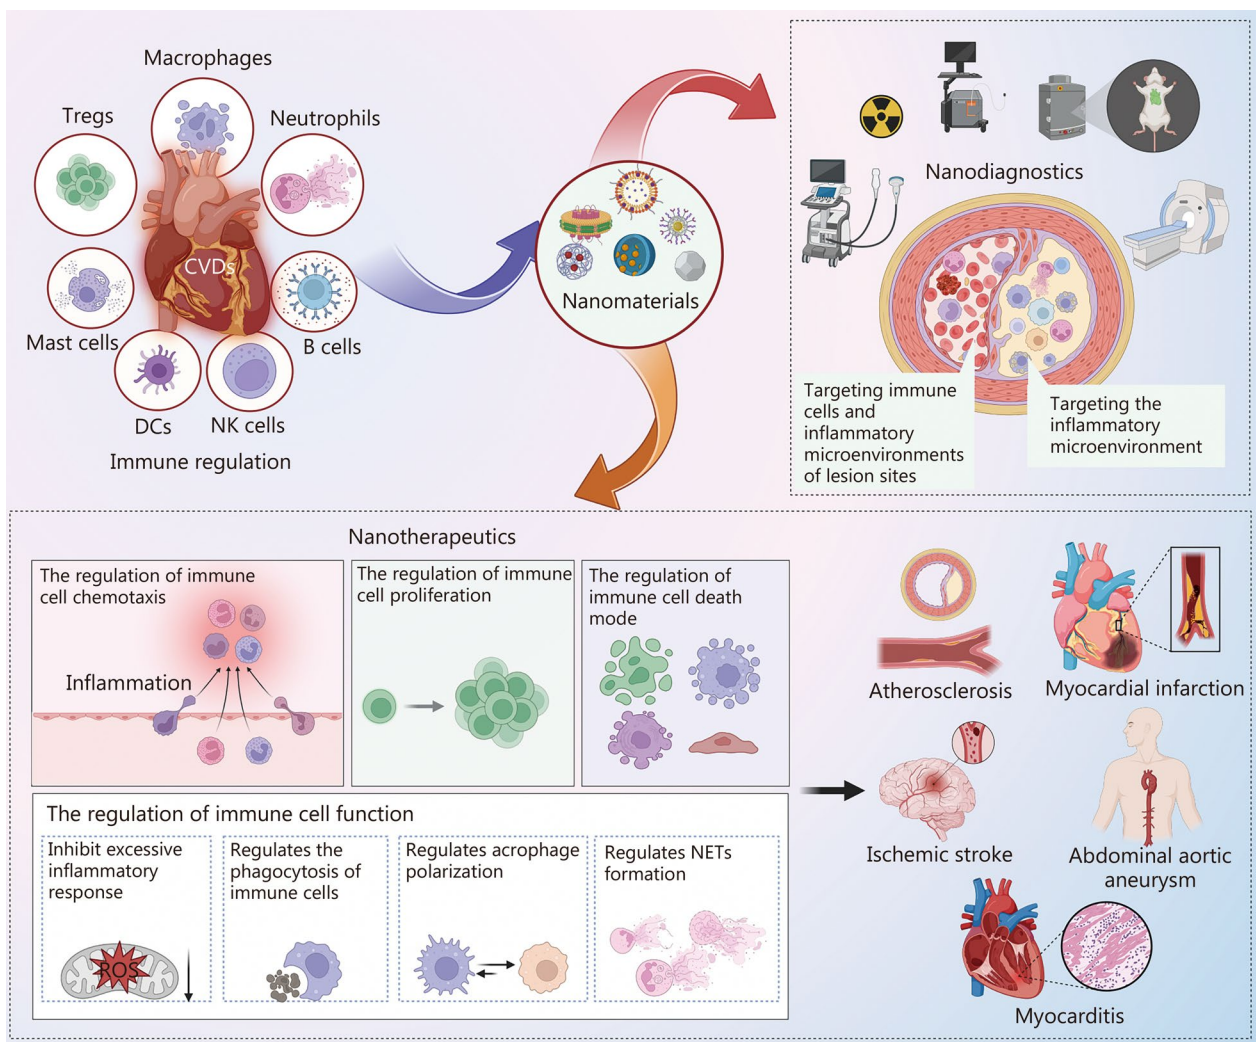 Macrophages
Tregs
Neutrophils
CVDs
Mast cells
B cells
DCs
NK cells
Immune regulation
Nanomaterials
Nanodiagnostics
Targeting immune
cells and
inflammatory
microenvironments
of lesion sites
Targeting the
inflammatory
microenvironment
Nanotherapeutics
The regulation of immune
cell chemotaxis
Inflammation
The regulation of immune
cell proliferation
The regulation of
immune cell death
mode
The regulation of immune cell function
Inhibit excessive
inflammatory
response
ROS
Regulates the
phagocytosis of
immune cells
Regulates acrophage
polarization
Regulates NETs
formation
Atherosclerosis
Myocardial infarction
Ischemic stroke
Abdominal aortic
aneurysm
Myocarditis